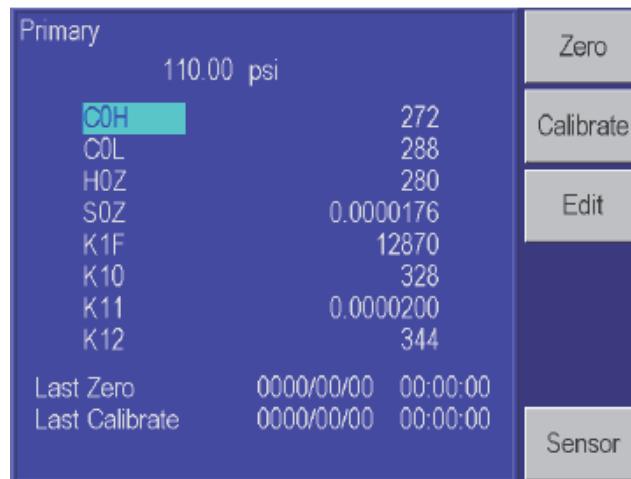 Primary
110.00 psi
C0H 272
C0L 288
H0Z 280
S0Z 0.0000176
K1F 12870
K10 328
K11 0.0000200
K12 344
Last Zero 0000/00/00 00:00:00
Last Calibrate 0000/00/00 00:00:00
Zero
Calibrate
Edit
Sensor